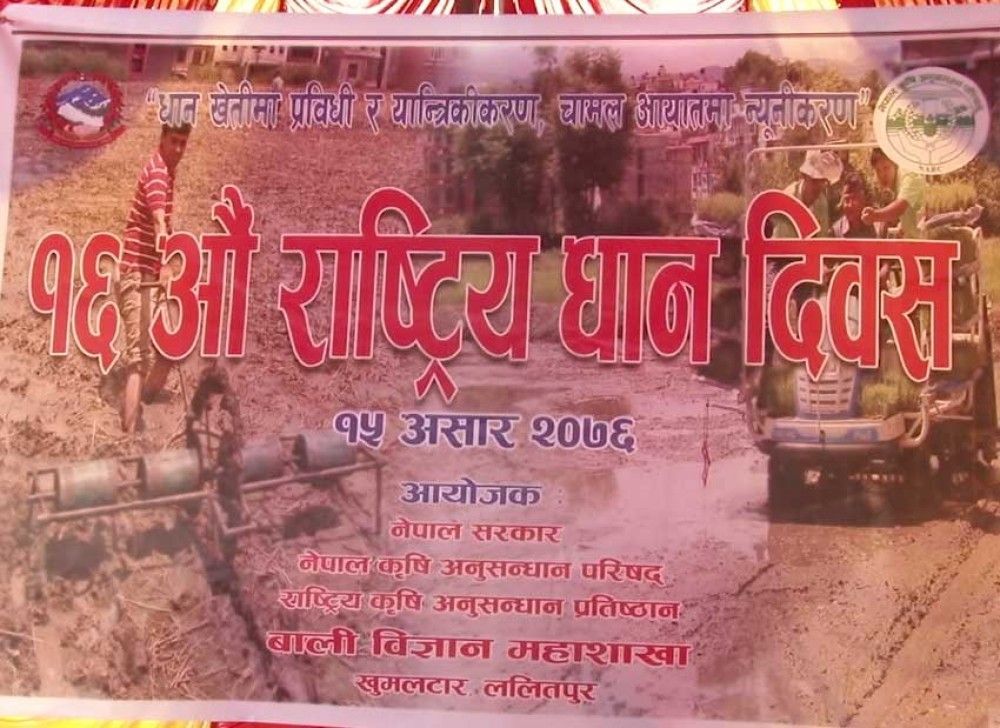 "धान खेतीमा प्रविधी र यान्त्रिकीकरण, चामल आयातमा न्यूनीकरण"
NARC
१६ औ राष्ट्रिय धान दिवस
१५ असार २०७६
आयोजक :
नेपाल सरकार
नेपाल कृषि अनुसन्धान परिषद्
राष्ट्रिय कृषि अनुसन्धान प्रतिष्ठान
बाली विज्ञान महाशाखा
खुमलटार ललितपुर